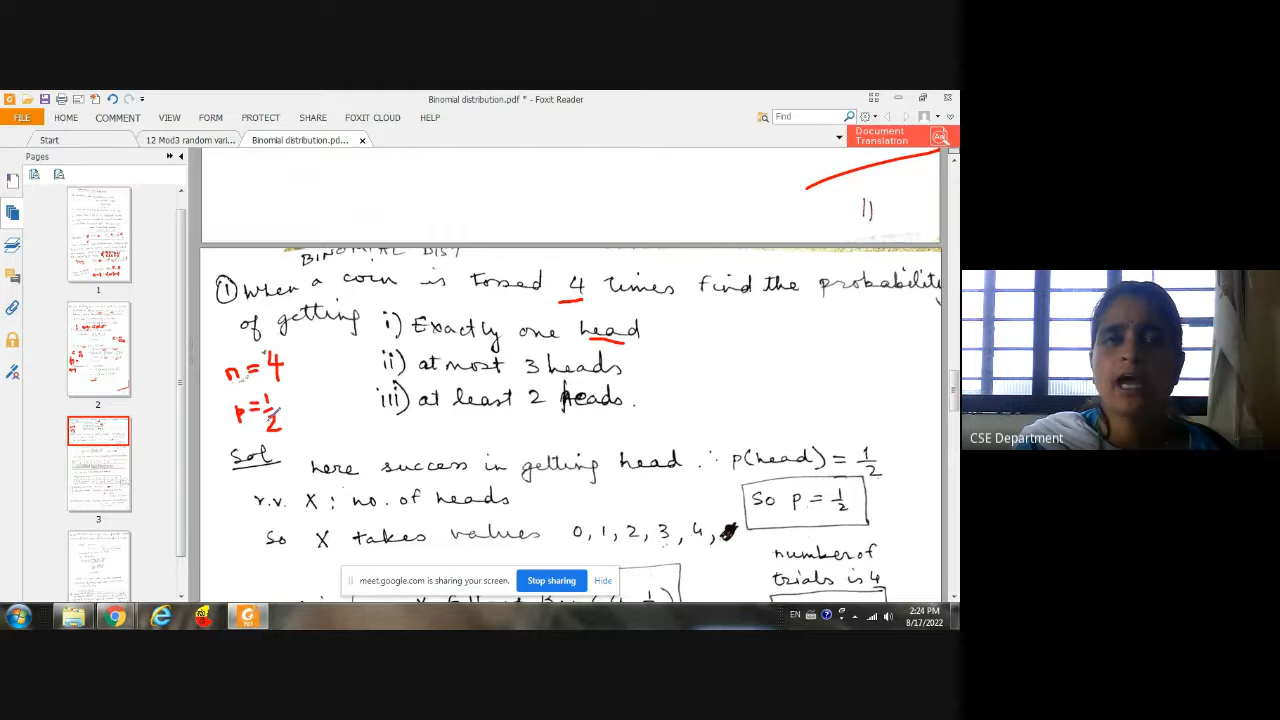 Binomial distribution.pdf * - Foxit Reader
FILE HOME COMMENT VIEW FORM PROTECT SHARE FOXIT CLOUD HELP
Find
Start
12 Mod3 random vari...
Binomial distribution.pd...
Document Translation
Pages
1
2
3
11
BINOMIAL DIST
① When a coin is tossed 4 times find the probability
of getting i) Exactly one head
ii) at most 3 heads
iii) at least 2 heads.
n = 4
p = 1/2
Sol here success in getting head ∴ p(head) = 1/2
r.v. X ; no. of heads
So p = 1/2
So X takes values 0, 1, 2, 3, 4,
number of
trials is 4
meet.google.com is sharing your screen. Stop sharing Hide
EN
2:24 PM
8/17/2022
CSE Department